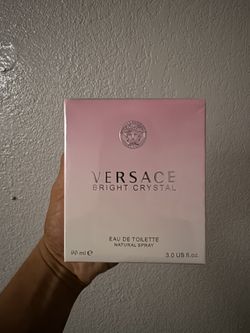 VERSACE
BRIGHT CRYSTAL
EAU DE TOILETTE
NATURAL SPRAY
90 ml e 3.0 US fl.oz